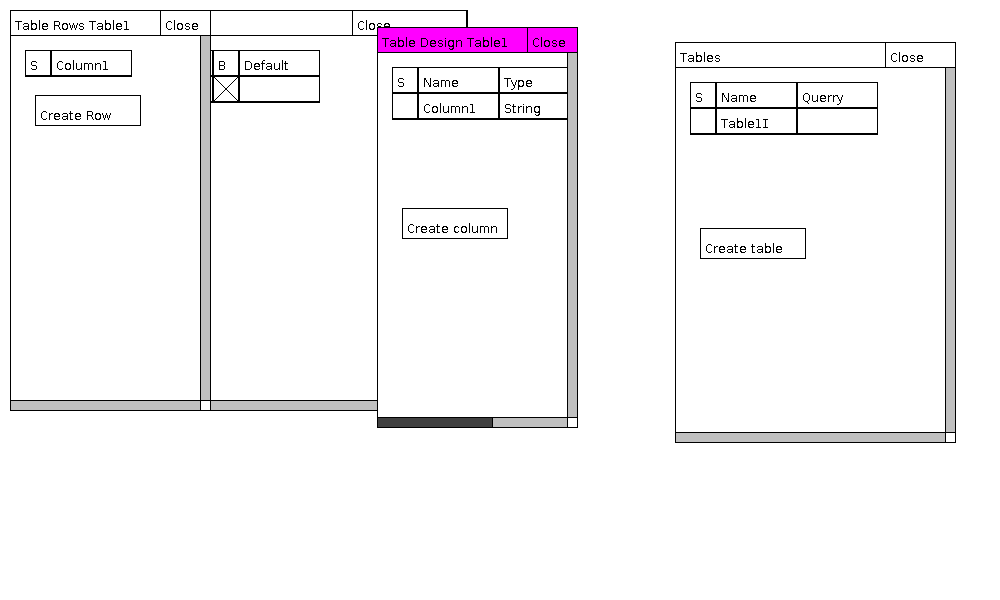 Table Rows Table1 Close
S Column1
Create Row
Close
B Default
Table Design Table1 Close
S Name Type
Column1 String
Create column
Tables Close
S Name Querry
Table1I
Create table